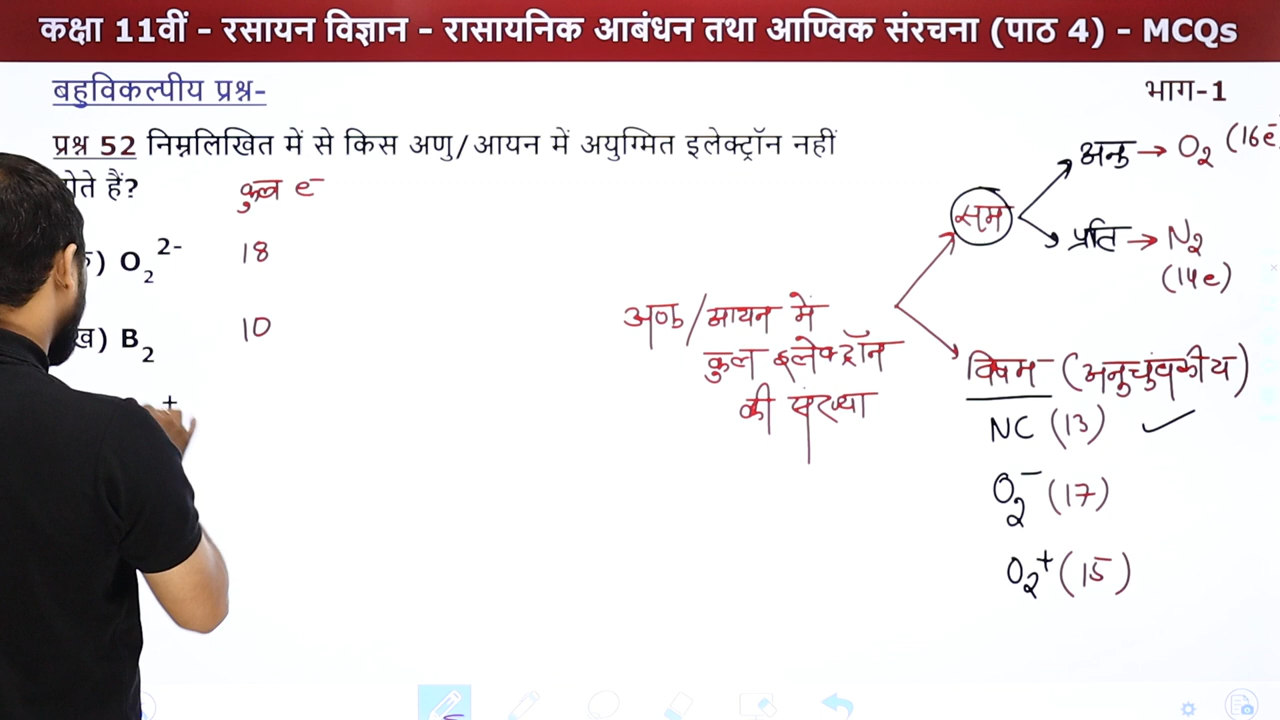 कक्षा 11वीं - रसायन विज्ञान - रासायनिक आबंधन तथा आण्विक संरचना (पाठ 4) - MCQs
बहुविकल्पीय प्रश्न-
भाग-1
प्रश्न 52 निम्नलिखित में से किस अणु/आयन में अयुग्मित इलेक्ट्रॉन नहीं
होते हैं?
कुल e⁻
) O₂²⁻ 18
ख) B₂ 10
+
अणु/आयन में
कुल इलेक्ट्रॉन
की संख्या
सम
अनु → O₂ (16e⁻
प्रति → N₂
(14e)
विषम (अनुचुंबकीय)
NC (13) ✓
O₂⁻ (17)
O₂⁺ (15)